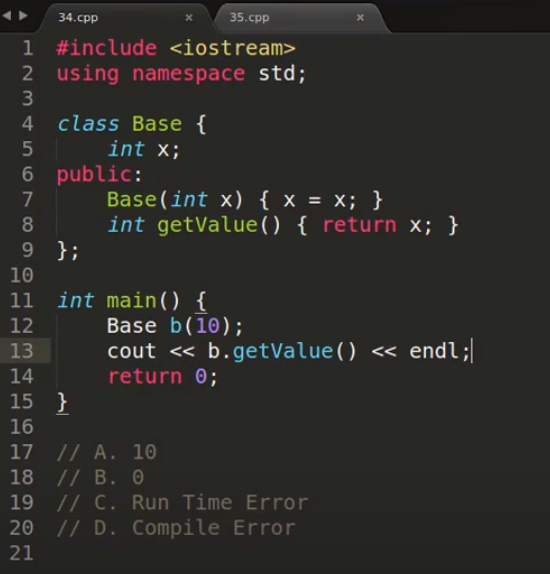 34.cpp × 35.cpp ×
1 #include <iostream>
2 using namespace std;
3
4 class Base {
5     int x;
6 public:
7     Base(int x) { x = x; }
8     int getValue() { return x; }
9 };
10
11 int main() {
12     Base b(10);
13     cout << b.getValue() << endl;
14     return 0;
15 }
16
17 // A. 10
18 // B. 0
19 // C. Run Time Error
20 // D. Compile Error
21